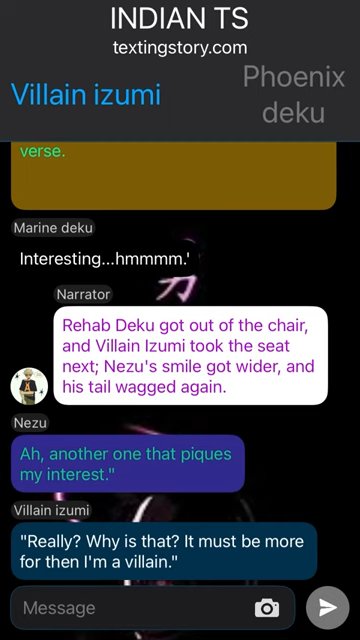 INDIAN TS
textingstory.com
Villain izumi
Phoenix
deku
verse.
Marine deku
Interesting...hmmmm.'
刀
Narrator
Rehab Deku got out of the chair,
and Villain Izumi took the seat
next; Nezu's smile got wider, and
his tail wagged again.
Nezu
Ah, another one that piques
my interest."
Villain izumi
"Really? Why is that? It must be more
for then I'm a villain."
Message